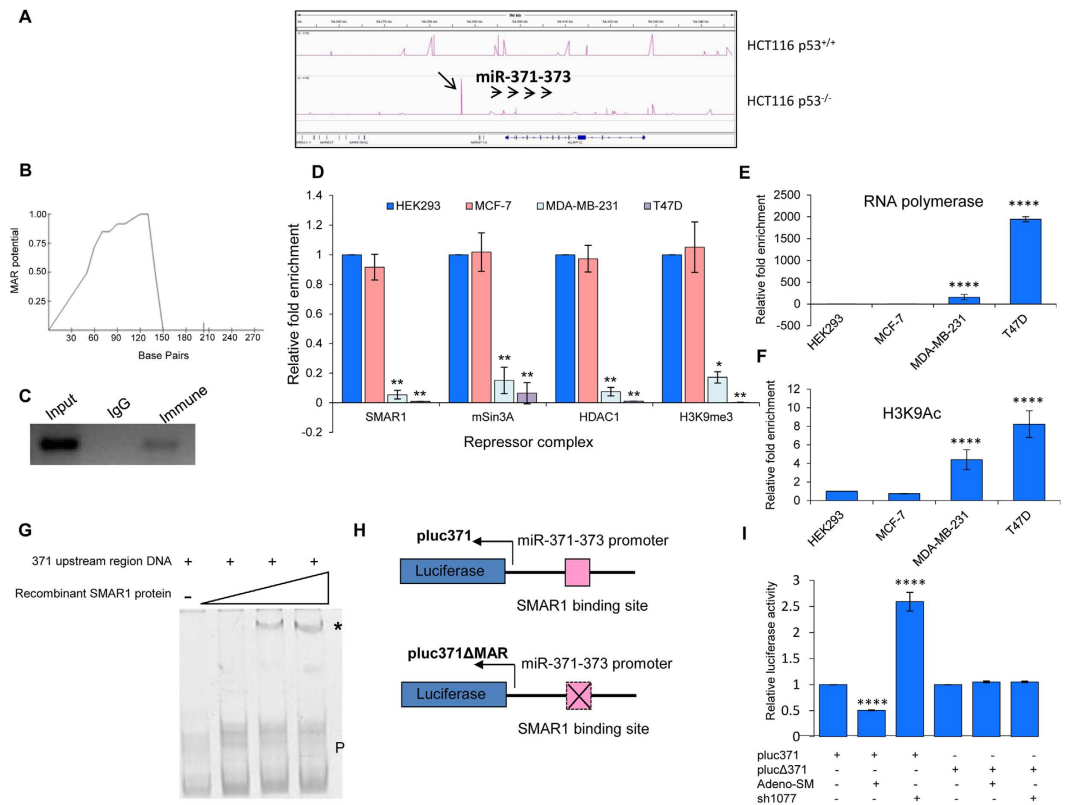 A
96 kb
HCT116 p53+/+
miR-371-373
HCT116 p53-/-
B
MAR potential
1.00
0.75
0.50
0.25
30 60 90 120 150 180 210 240 270
Base Pairs
C
Input IgG Immune
D
Relative fold enrichment
1.4
1.2
1
0.8
0.6
0.4
0.2
0
-0.2
HEK293 MCF-7 MDA-MB-231 T47D
** ** ** ** ** ** * **
SMAR1 mSin3A HDAC1 H3K9me3
Repressor complex
E
Relative fold enrichment
2500
2000
1500
1000
500
0
-500
RNA polymerase
**** ****
HEK293 MCF-7 MDA-MB-231 T47D
F
Relative fold enrichment
12
10
8
6
4
2
0
H3K9Ac
**** ****
HEK293 MCF-7 MDA-MB-231 T47D
G
371 upstream region DNA + + + +
Recombinant SMAR1 protein -
*
P
H
pluc371
miR-371-373 promoter
Luciferase
SMAR1 binding site
pluc371ΔMAR
miR-371-373 promoter
Luciferase
SMAR1 binding site
I
Relative luciferase activity
3
2.5
2
1.5
1
0.5
0
**** ****
pluc371 + + + - - -
plucΔ371 - - - + + +
Adeno-SM - + - - + -
sh1077 - - + - - +